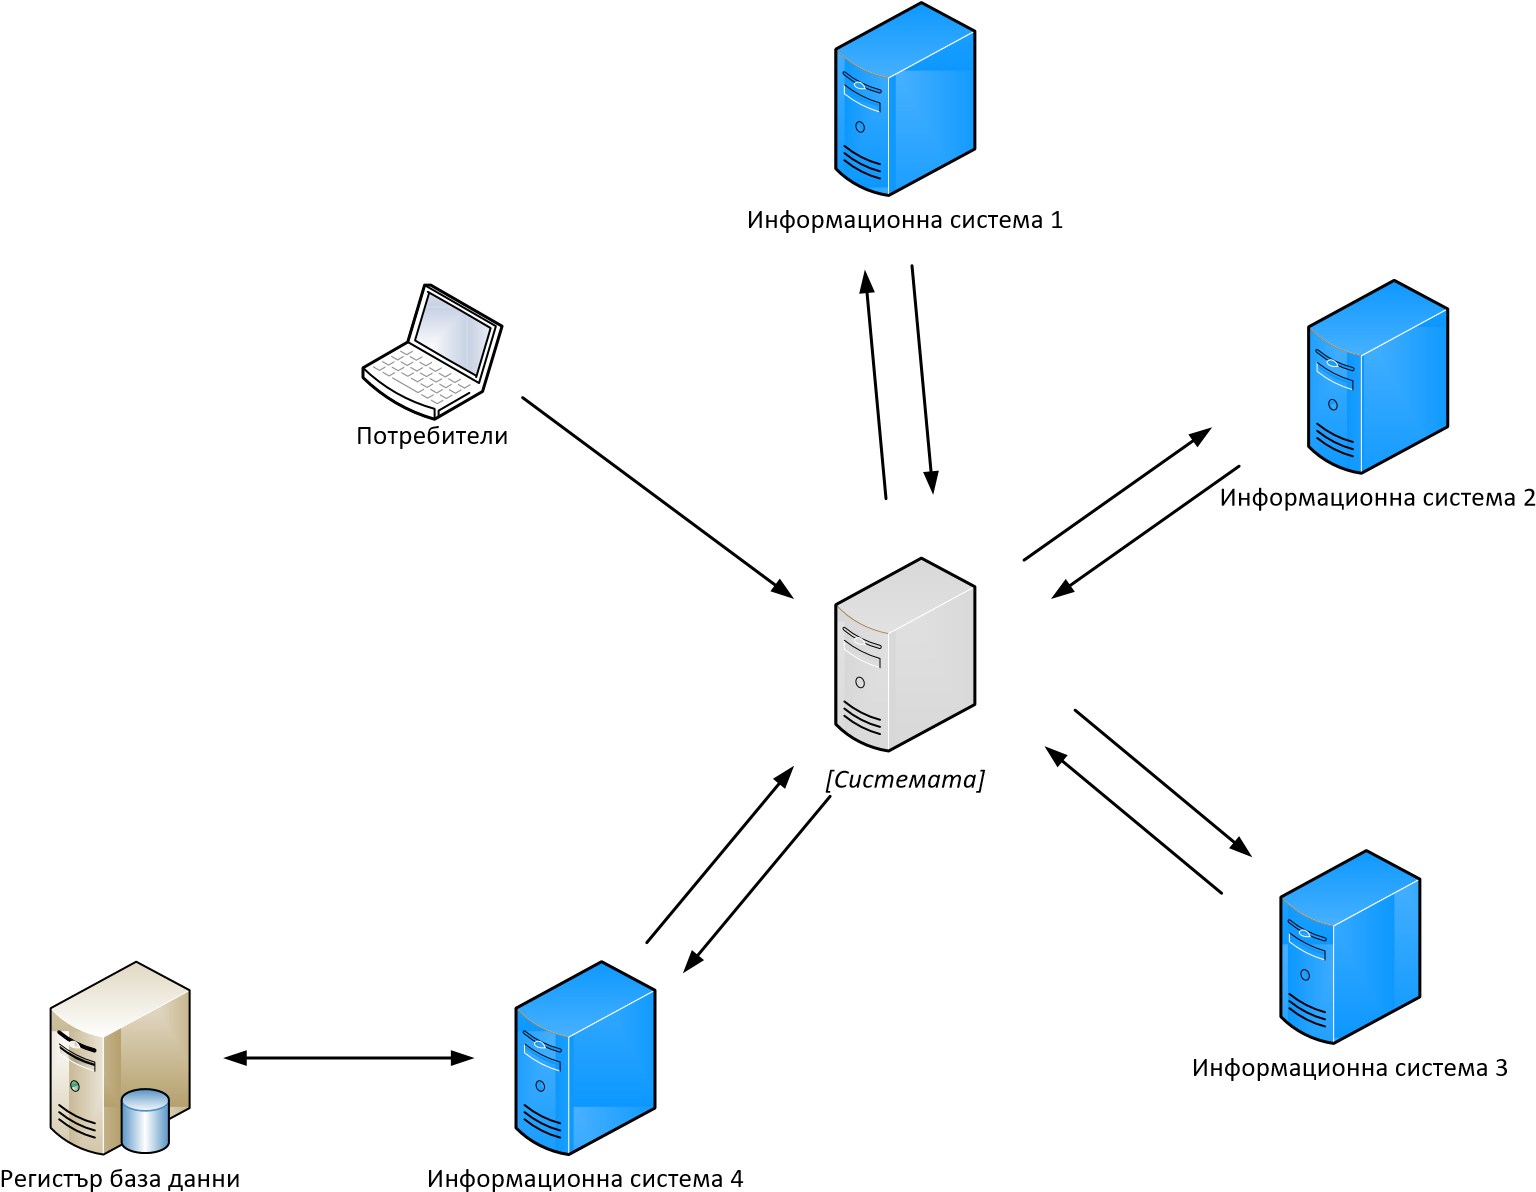 Информационна система 1
Потребители
Информационна система 2
[Системата]
Информационна система 3
Регистър база данни
Информационна система 4